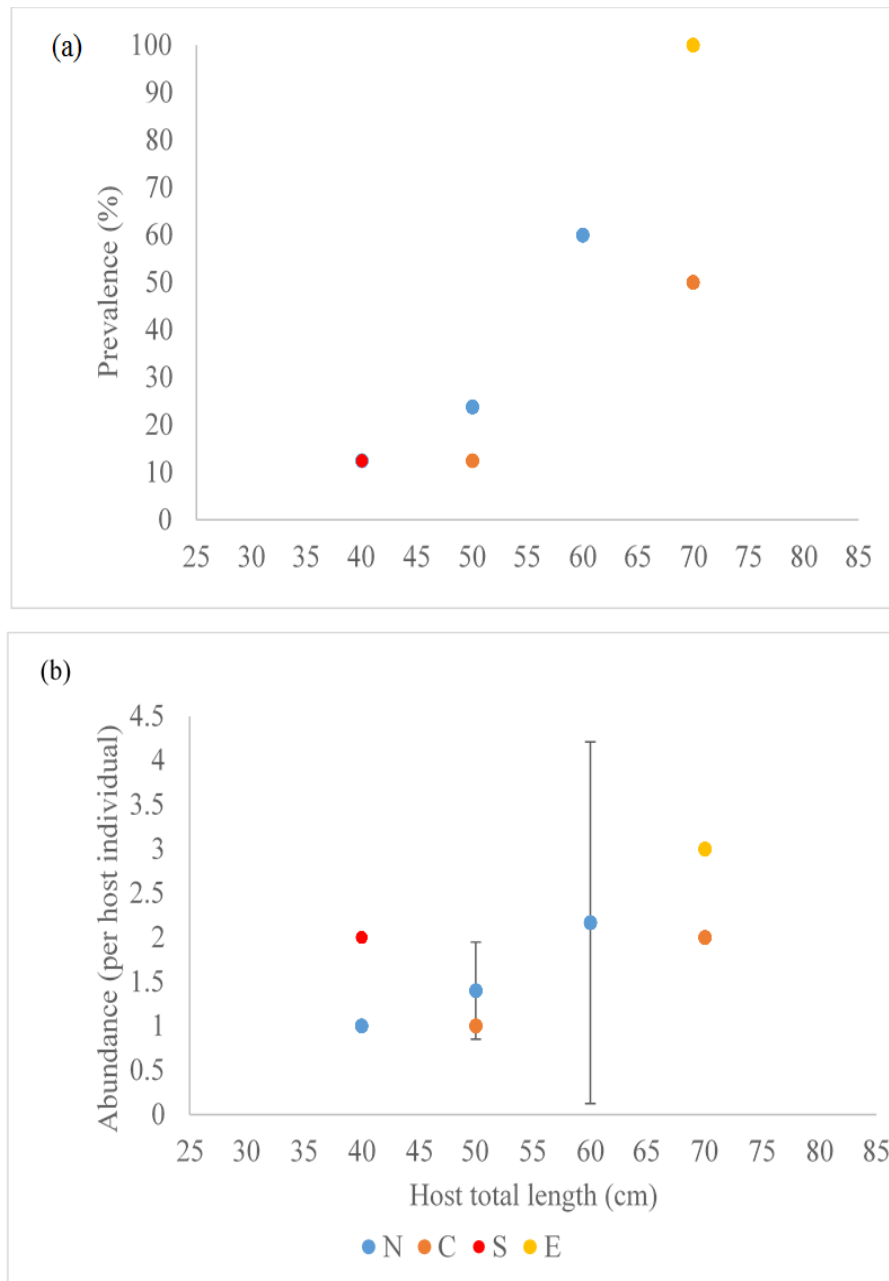 (a)
Prevalence (%)
100
90
80
70
60
50
40
30
20
10
0
25 30 35 40 45 50 55 60 65 70 75 80 85
(b)
Abundance (per host individual)
4.5
4
3.5
3
2.5
2
1.5
1
0.5
0
25 30 35 40 45 50 55 60 65 70 75 80 85
Host total length (cm)
N C S E